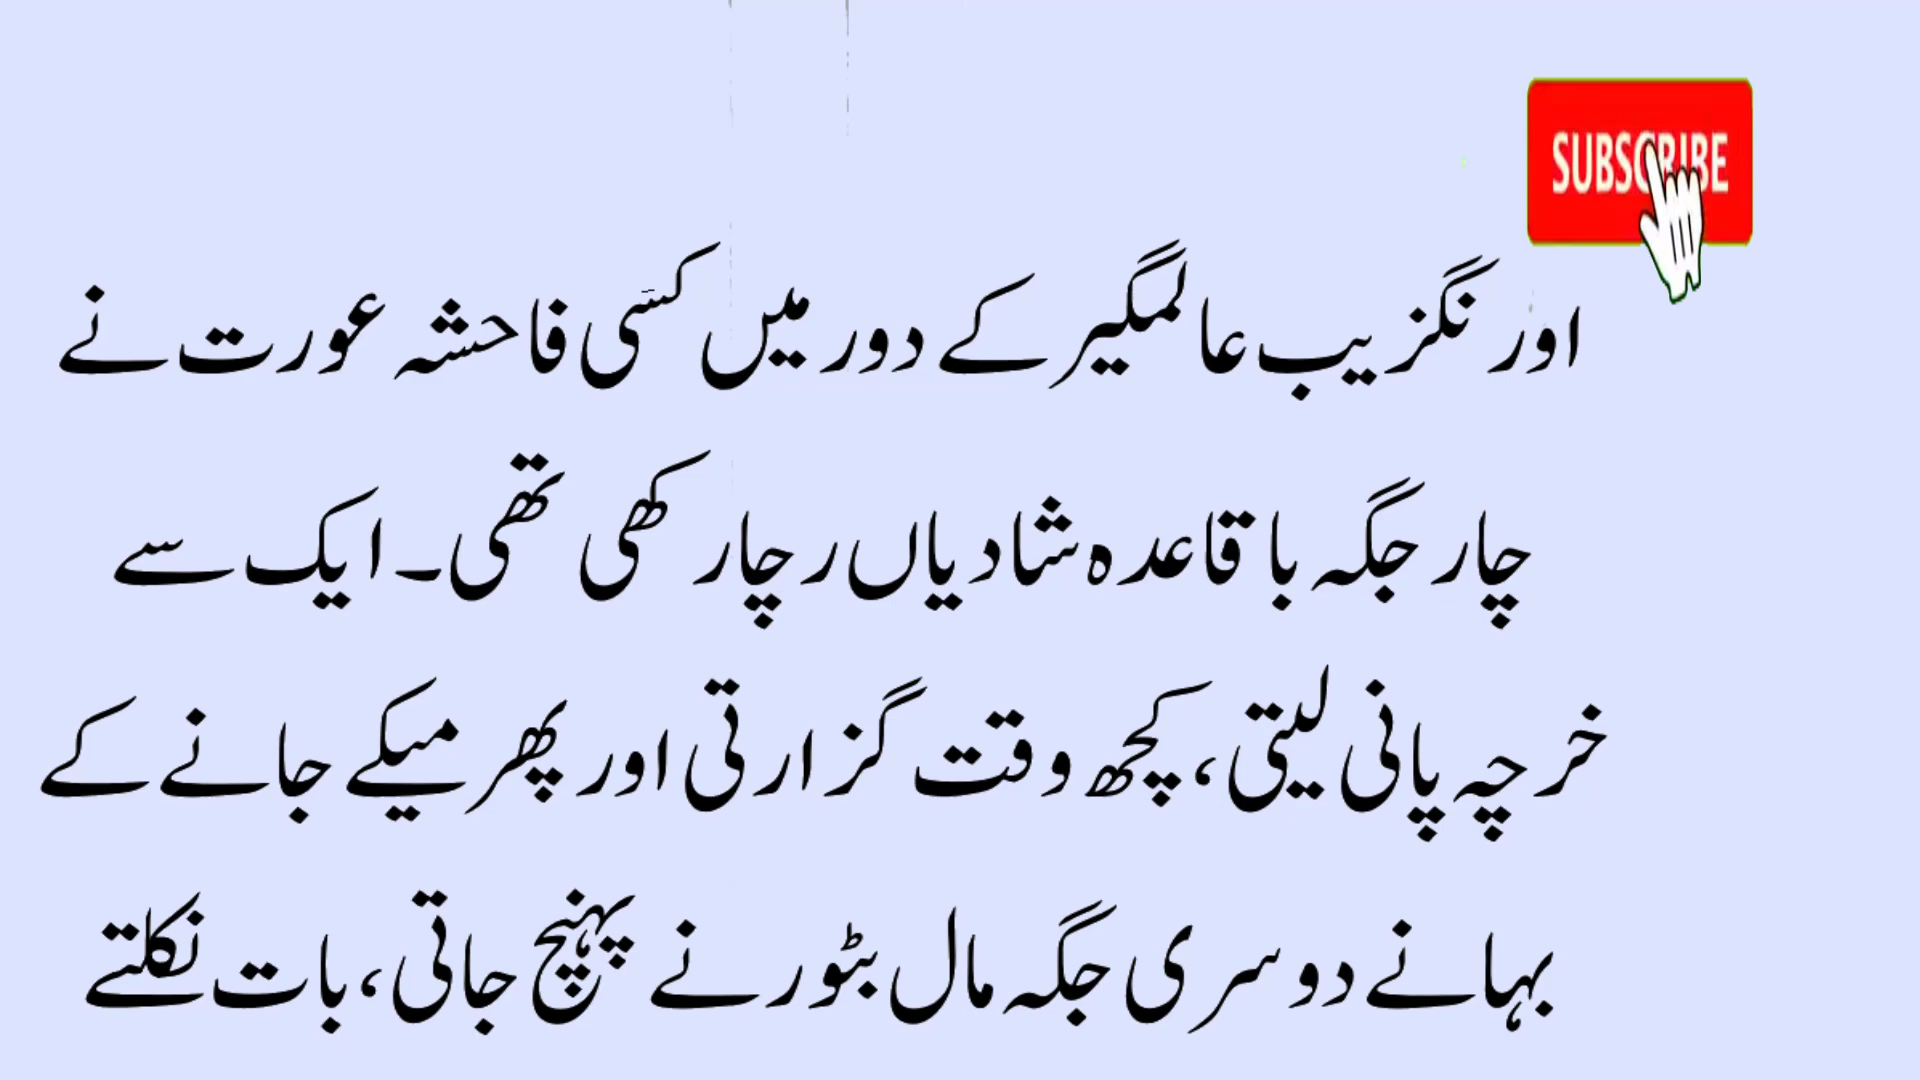 SUBSCRIBE
اورنگزیب عالمگیر کے دور میں کسی فاحشہ عورت نے
چار جگہ باقاعدہ شادیاں رچا رکھی تھی۔ ایک سے
خرچہ پانی لیتی، کچھ وقت گزارتی اور پھر میکے جانے کے
بہانے دوسری جگہ مال بٹورنے پہنچ جاتی، بات نکلتے